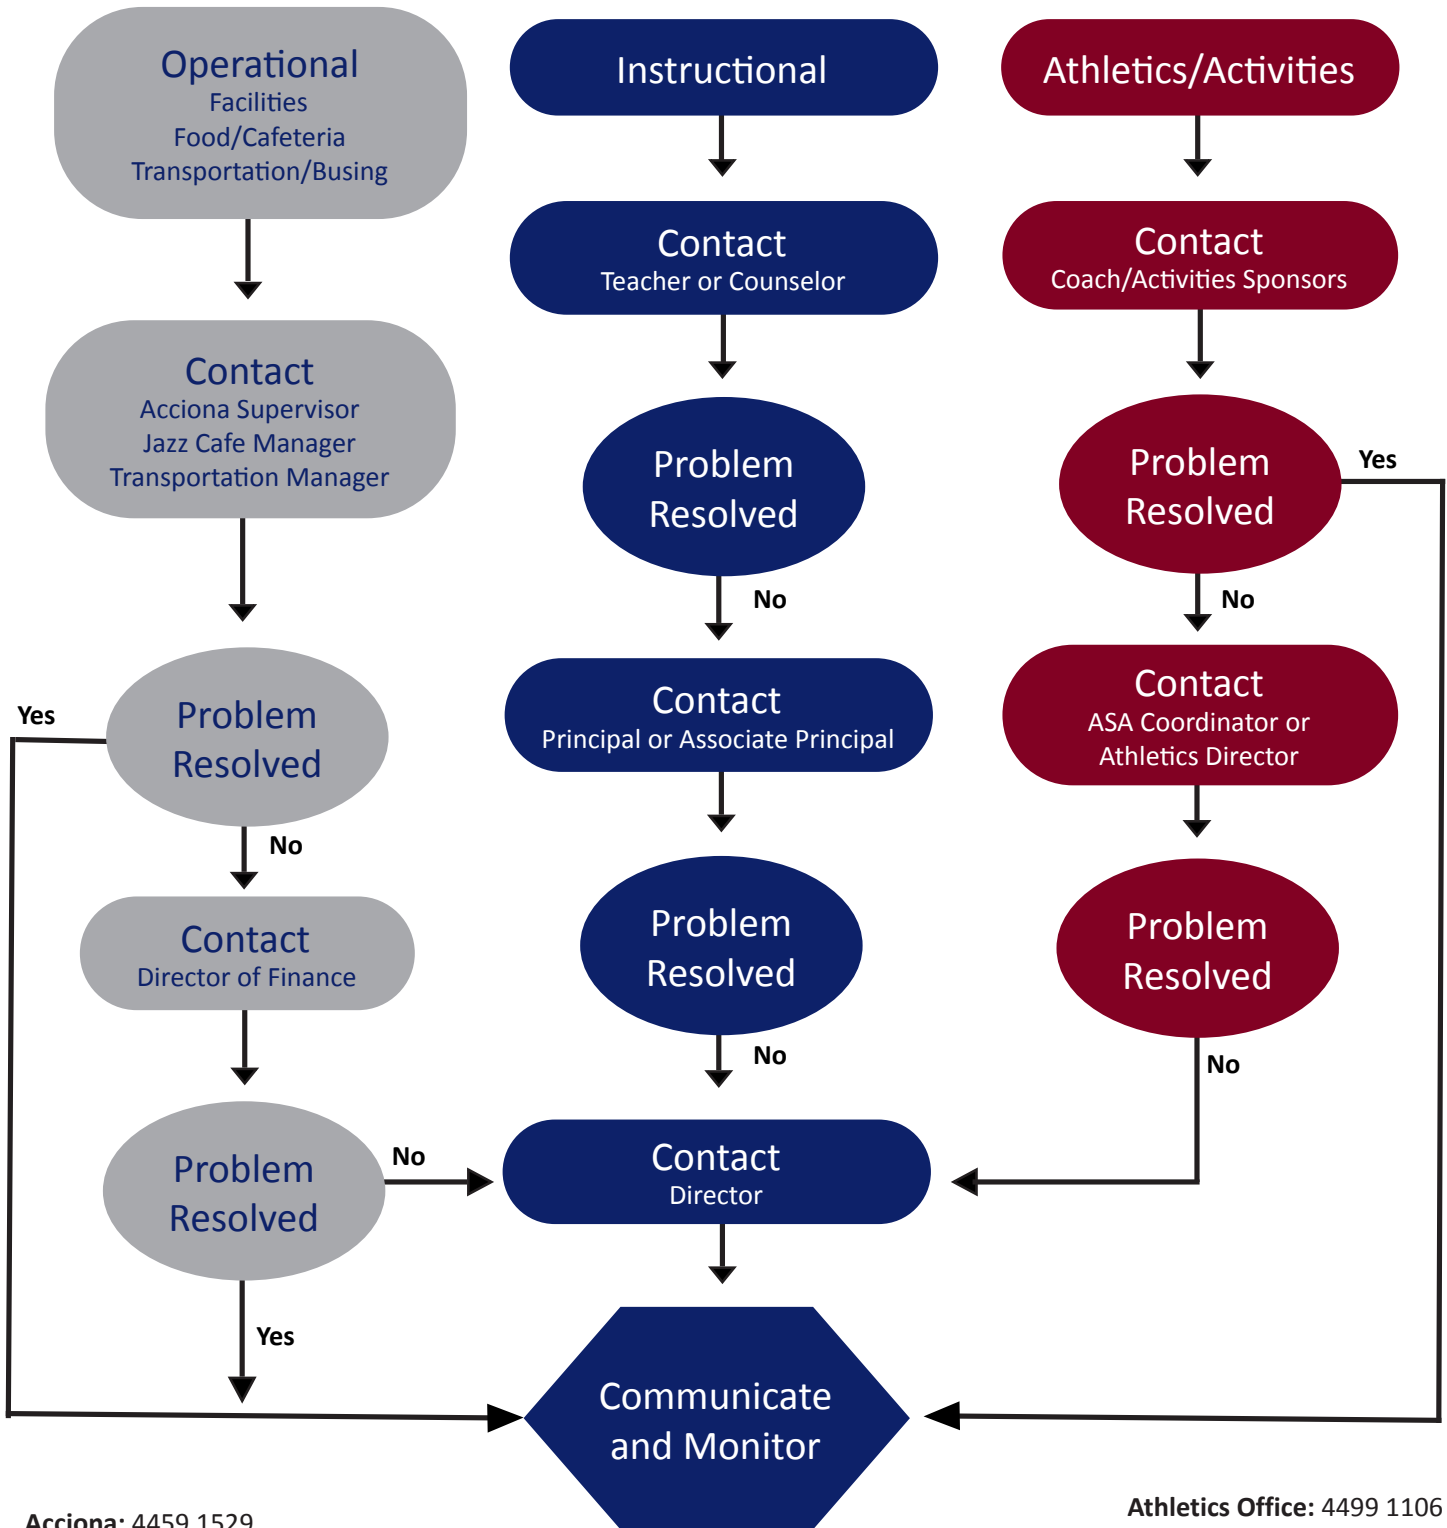 Operational
Facilities
Food/Cafeteria
Transportation/Busing
Contact
Acciona Supervisor
Jazz Cafe Manager
Transportation Manager
Problem
Resolved
Yes
No
Contact
Director of Finance
Problem
Resolved
No
Yes
Instructional
Contact
Teacher or Counselor
Problem
Resolved
No
Contact
Principal or Associate Principal
Problem
Resolved
No
Contact
Director
Communicate
and Monitor
Athletics/Activities
Contact
Coach/Activities Sponsors
Problem
Resolved
Yes
No
Contact
ASA Coordinator or
Athletics Director
Problem
Resolved
No
Acciona: 4459 1529
Athletics Office: 4499 1106